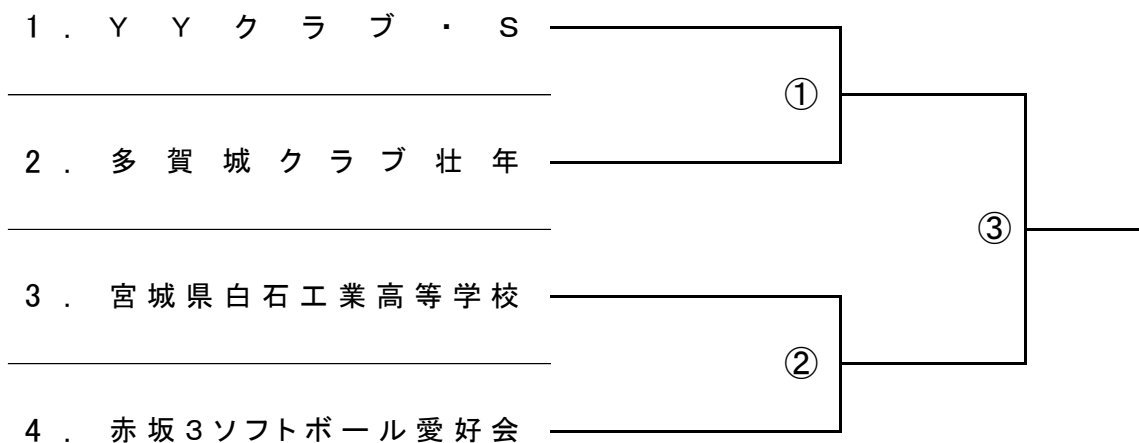 1. YYクラブ・S
①
2. 多賀城クラブ壮年
③
3. 宮城県白石工業高等学校
②
4. 赤坂3ソフトボール愛好会